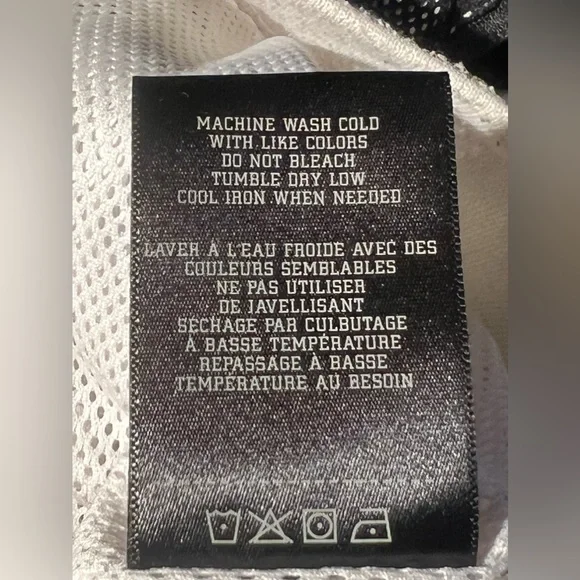 MACHINE WASH COLD
WITH LIKE COLORS
DO NOT BLEACH
TUMBLE DRY LOW
COOL IRON WHEN NEEDED
LAVER À L'EAU FROIDE AVEC DES
COULEURS SEMBLABLES
NE PAS UTILISER
DE JAVELLISANT
SECHAGE PAR CULBUTAGE
À BASSE TEMPÉRATURE
REPASSAGE À BASSE
TEMPÉRATURE AU BESOIN